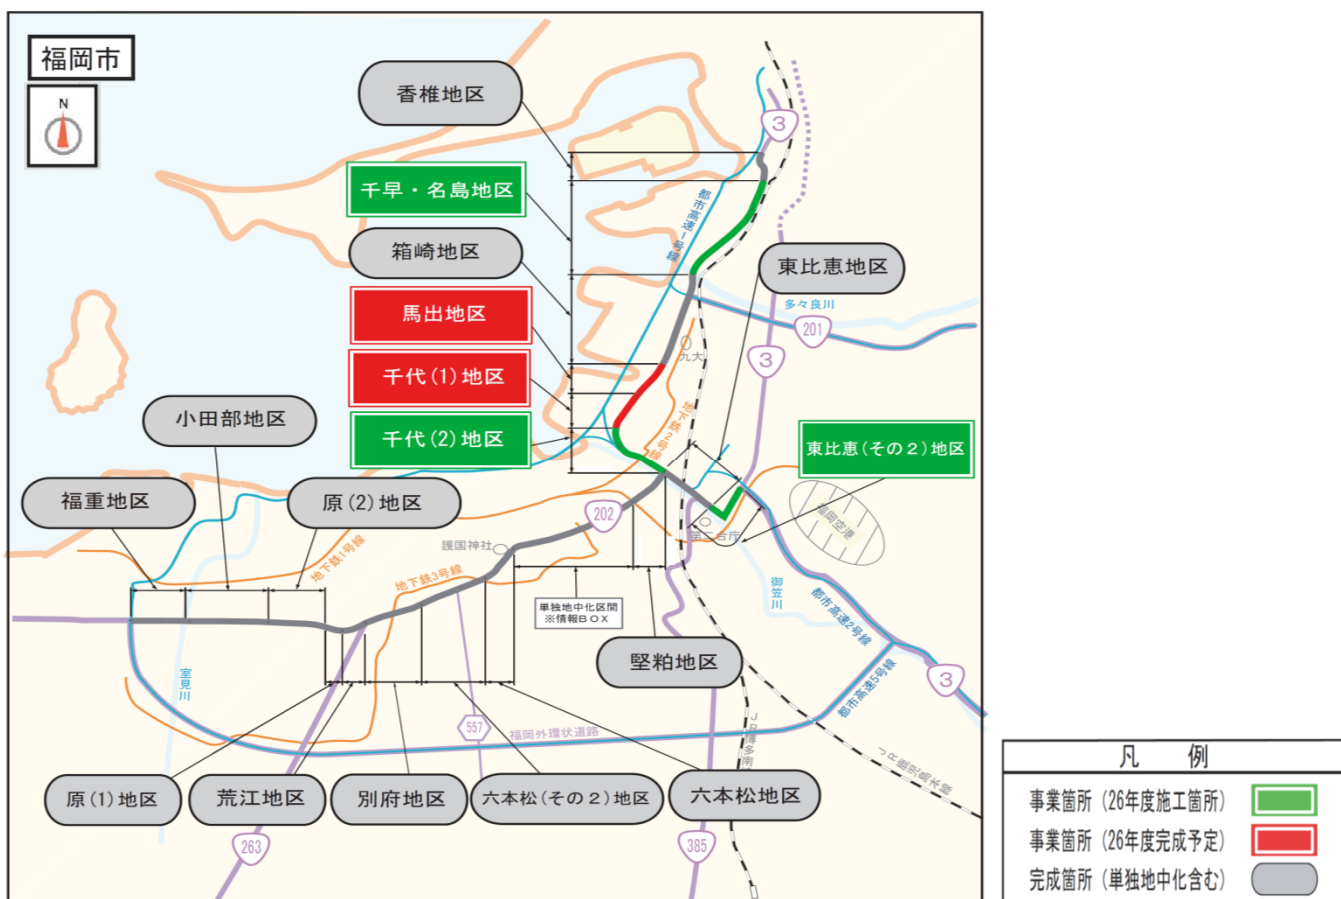 福岡市
N
香椎地区
3
千早・名島地区
都市高速1号線
箱崎地区
東比恵地区
多々良川
馬出地区
201
九大
3
千代(1)地区
小田部地区
千代(2)地区
地下鉄2号線
東比恵(その2)地区
福重地区
原(2)地区
202
福岡空港
第二合庁
護国神社
地下鉄1号線
地下鉄3号線
御笠川
単独地中化区間
※情報BOX
都市高速2号線
堅粕地区
室見川
3
都市高速5号線
557
福岡外環状道路
JR博多南
JR鹿児島本線
原(1)地区
荒江地区
別府地区
六本松(その2)地区
六本松地区
263
385
凡 例
事業箇所(26年度施工箇所)
事業箇所(26年度完成予定)
完成箇所(単独地中化含む)